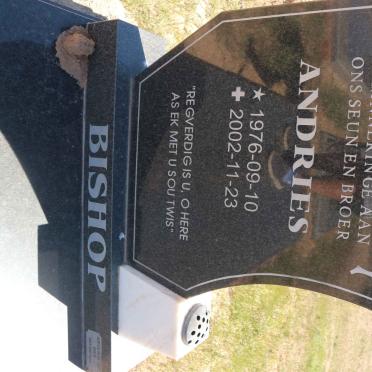 ONS SEUN EN BROER
ANDRIES
★ 1976-09-10
✚ 2002-11-23
"REGVERDIG IS U, O HERE
AS EK MET U SOU TWIS"
BISHOP